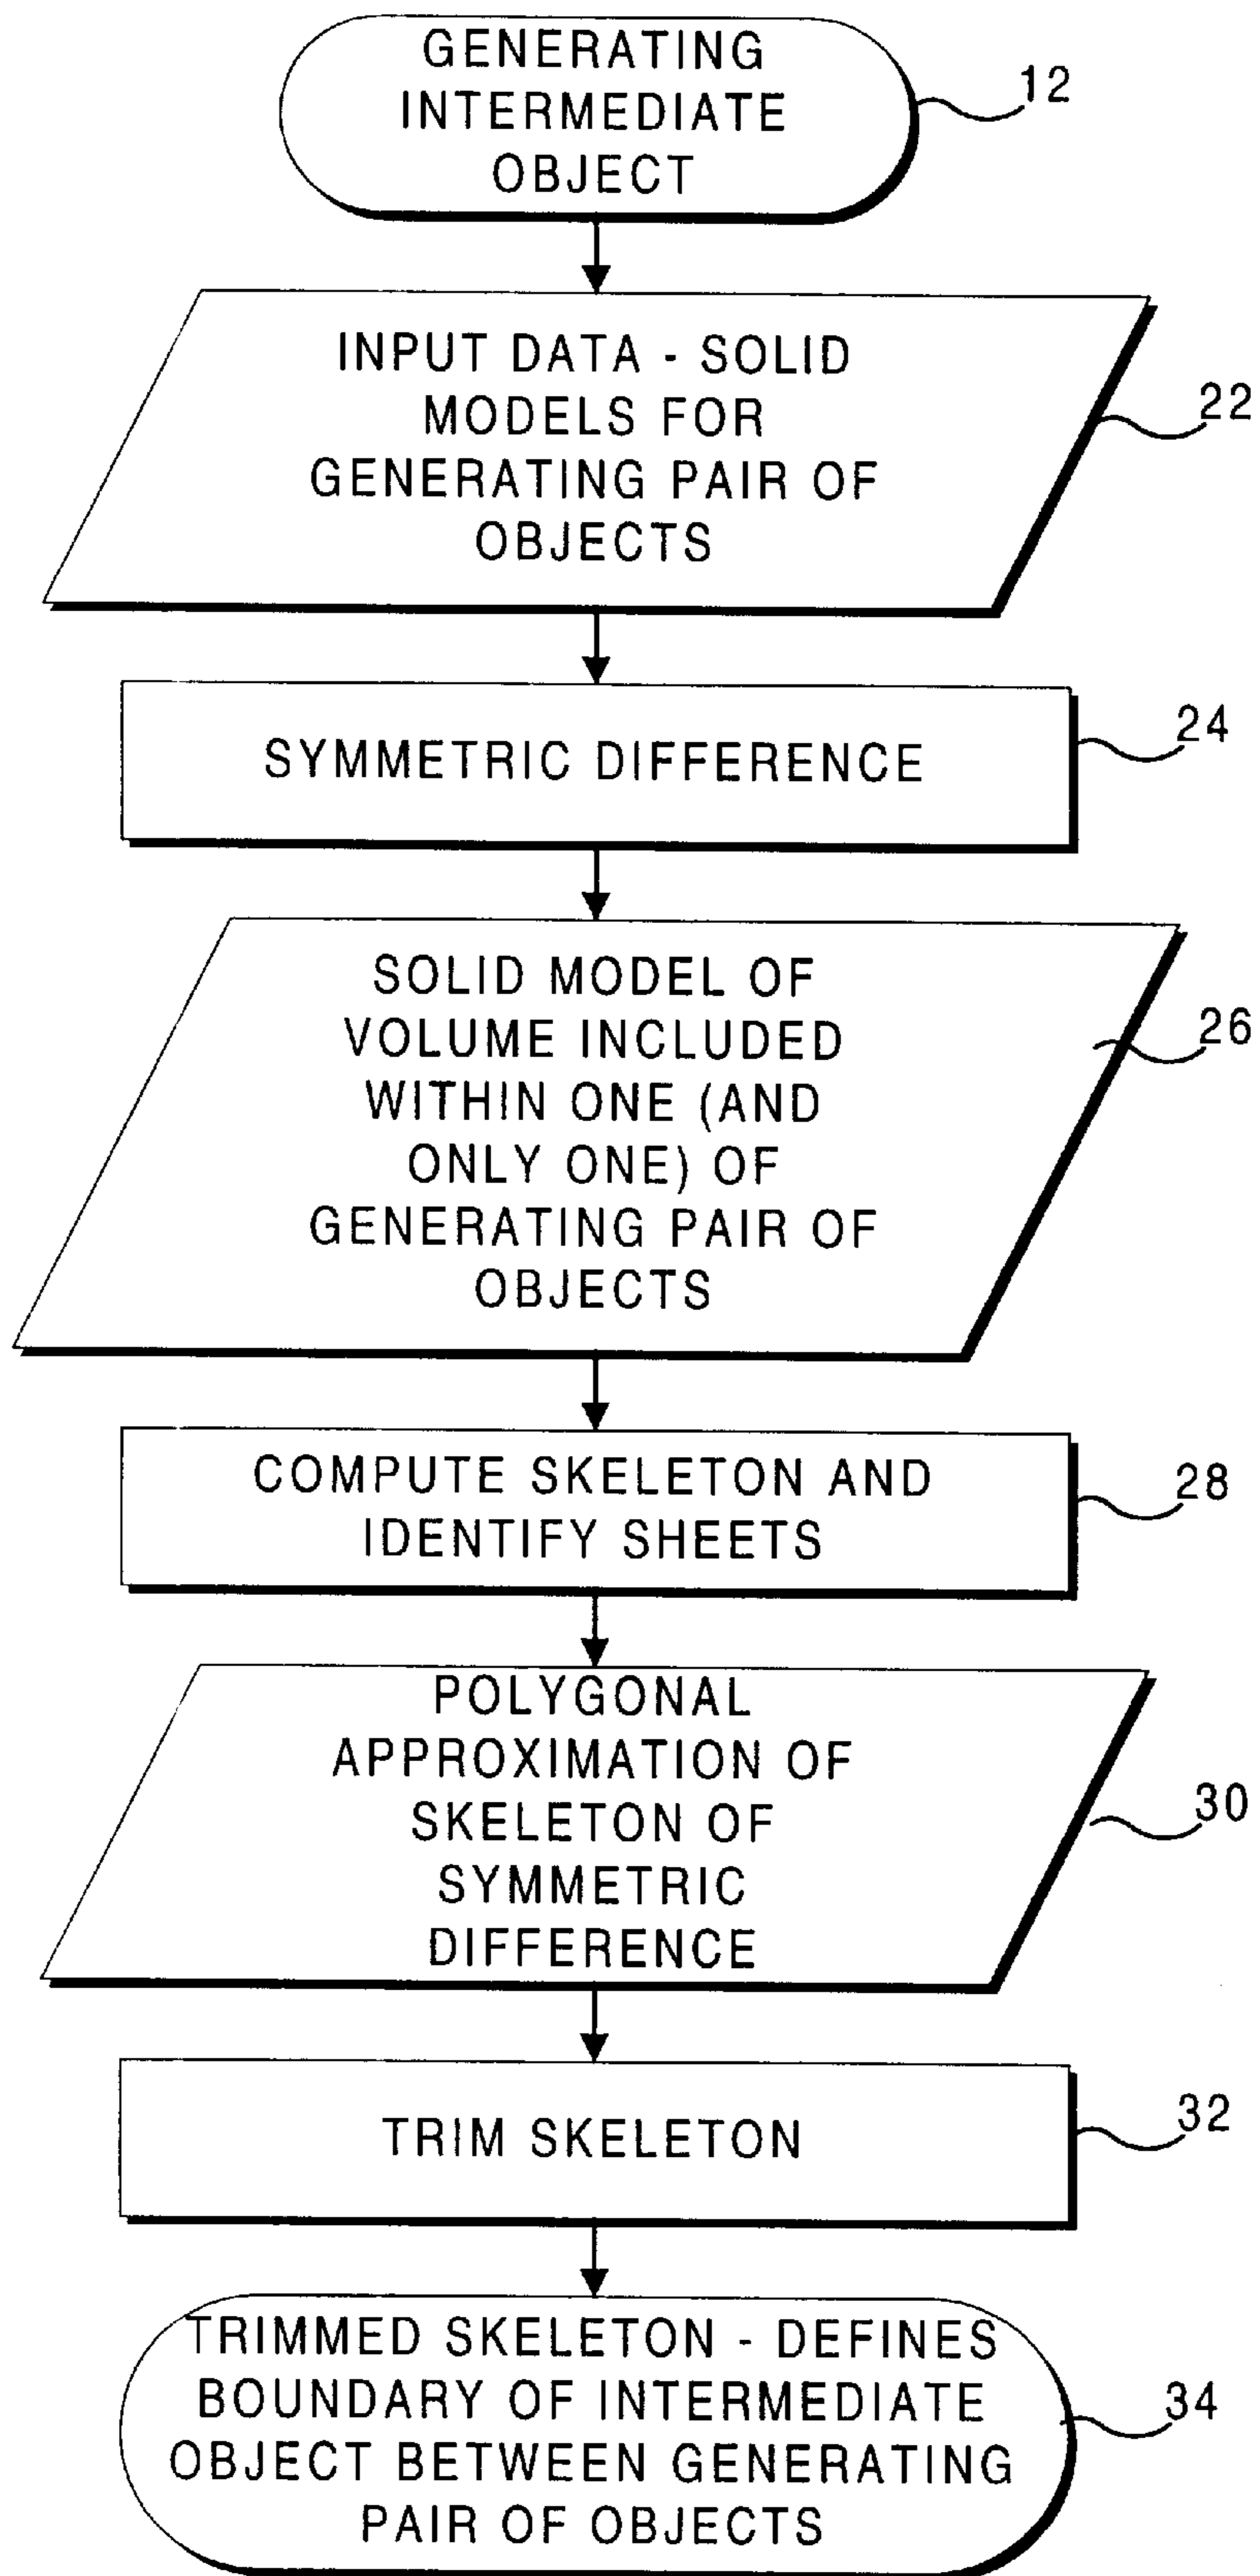 GENERATING
INTERMEDIATE
OBJECT
12
INPUT DATA - SOLID
MODELS FOR
GENERATING PAIR OF
OBJECTS
22
SYMMETRIC DIFFERENCE
24
SOLID MODEL OF
VOLUME INCLUDED
WITHIN ONE (AND
ONLY ONE) OF
GENERATING PAIR OF
OBJECTS
26
COMPUTE SKELETON AND
IDENTIFY SHEETS
28
POLYGONAL
APPROXIMATION OF
SKELETON OF
SYMMETRIC
DIFFERENCE
30
TRIM SKELETON
32
TRIMMED SKELETON - DEFINES
BOUNDARY OF INTERMEDIATE
OBJECT BETWEEN GENERATING
PAIR OF OBJECTS
34